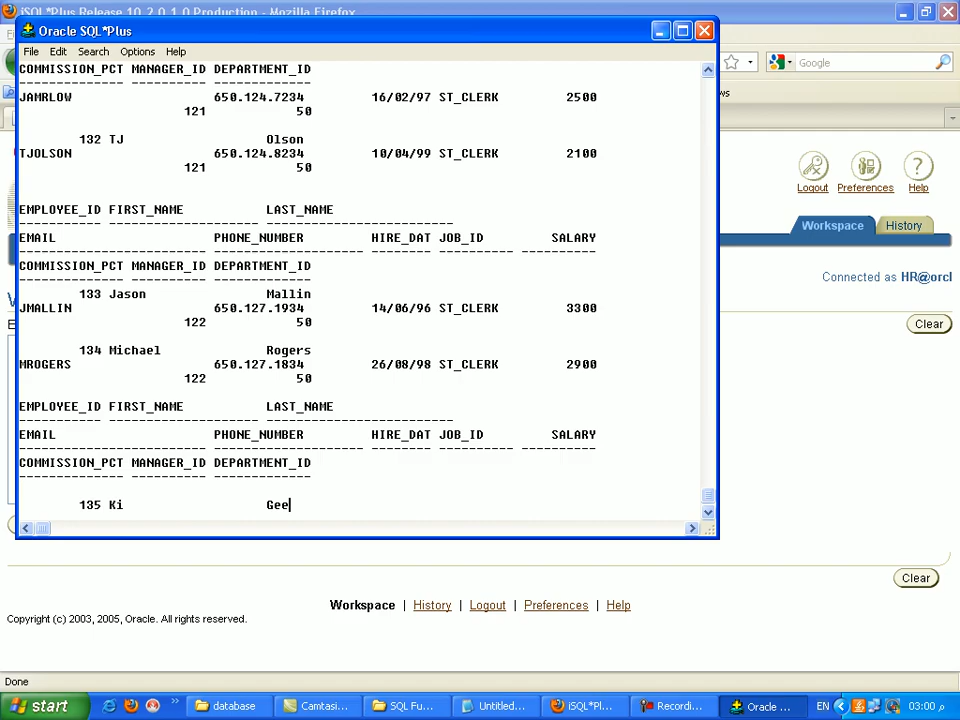 iSQL*Plus Release 10.2.0.1.0 Production - Mozilla Firefox
Oracle SQL*Plus
File Edit Search Options Help
COMMISSION_PCT MANAGER_ID DEPARTMENT_ID
-------------- ---------- -------------
JAMRLOW 650.124.7234 16/02/97 ST_CLERK 2500
121 50
132 TJ Olson
TJOLSON 650.124.8234 10/04/99 ST_CLERK 2100
121 50
EMPLOYEE_ID FIRST_NAME LAST_NAME
----------- -------------------- -------------------------
EMAIL PHONE_NUMBER HIRE_DAT JOB_ID SALARY
------------------------- -------------------- -------- ---------- ----------
COMMISSION_PCT MANAGER_ID DEPARTMENT_ID
-------------- ---------- -------------
133 Jason Mallin
JMALLIN 650.127.1934 14/06/96 ST_CLERK 3300
122 50
134 Michael Rogers
MROGERS 650.127.1834 26/08/98 ST_CLERK 2900
122 50
EMPLOYEE_ID FIRST_NAME LAST_NAME
----------- -------------------- -------------------------
EMAIL PHONE_NUMBER HIRE_DAT JOB_ID SALARY
------------------------- -------------------- -------- ---------- ----------
COMMISSION_PCT MANAGER_ID DEPARTMENT_ID
-------------- ---------- -------------
135 Ki Gee
Google
Logout Preferences Help
Workspace History
Connected as HR@orcl
Clear
Clear
Workspace | History | Logout | Preferences | Help
Copyright (c) 2003, 2005, Oracle. All rights reserved.
Done
start database Camtasi... SQL Fu... Untitled... iSQL*Pl... Recordi... Oracle ... EN 03:00 م